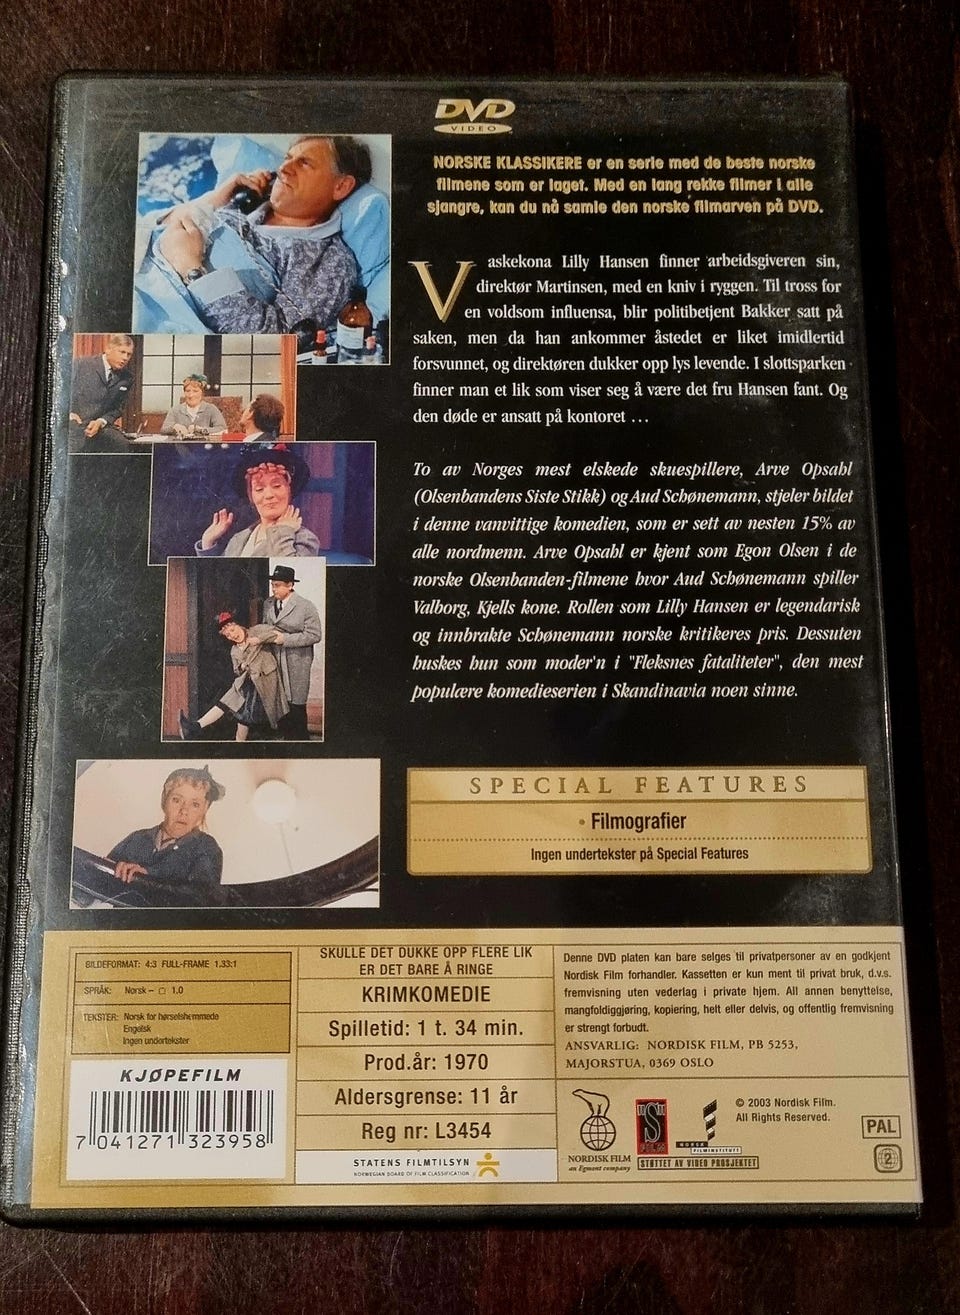 DVD
VIDEO
NORSKE KLASSIKERE er en serie med de beste norske
filmene som er laget. Med en lang rekke filmer i alle
sjangre, kan du nå samle den norske filmarven på DVD.
Vaskekona Lilly Hansen finner arbeidsgiveren sin,
direktør Martinsen, med en kniv i ryggen. Til tross for
en voldsom influensa, blir politibetjent Bakker satt på
saken, men da han ankommer åstedet er liket imidlertid
forsvunnet, og direktøren dukker opp lys levende. I slottsparken
finner man et lik som viser seg å være det fru Hansen fant. Og
den døde er ansatt på kontoret ...
To av Norges mest elskede skuespillere, Arve Opsahl
(Olsenbandens Siste Stikk) og Aud Schønemann, stjeler bildet
i denne vanvittige komedien, som er sett av nesten 15% av
alle nordmenn. Arve Opsahl er kjent som Egon Olsen i de
norske Olsenbanden-filmene hvor Aud Schønemann spiller
Valborg, Kjells kone. Rollen som Lilly Hansen er legendarisk
og innbrakte Schønemann norske kritikeres pris. Dessuten
huskes hun som moder'n i "Fleksnes fataliteter", den mest
populære komedieserien i Skandinavia noen sinne.
SPECIAL FEATURES
• Filmografier
Ingen undertekster på Special Features
BILDEFORMAT: 4:3 FULL-FRAME 1.33:1
SPRÅK: Norsk – 1.0
TEKSTER: Norsk for hørselshemmede
Engelsk
Ingen undertekster
KJØPEFILM
7 041271 323958
SKULLE DET DUKKE OPP FLERE LIK
ER DET BARE Å RINGE
KRIMKOMEDIE
Spilletid: 1 t. 34 min.
Prod.år: 1970
Aldersgrense: 11 år
Reg nr: L3454
STATENS FILMTILSYN
NORWEGIAN BOARD OF FILM CLASSIFICATION
Denne DVD platen kan bare selges til privatpersoner av en godkjent
Nordisk Film forhandler. Kassetten er kun ment til privat bruk, d.v.s.
fremvisning uten vederlag i private hjem. All annen benyttelse,
mangfoldiggjøring, kopiering, helt eller delvis, og offentlig fremvisning
er strengt forbudt.
ANSVARLIG: NORDISK FILM, PB 5253,
MAJORSTUA, 0369 OSLO
NORDISK FILM
an Egmont company
S
NORSK
FILMINSTITUTT
STØTTET AV VIDEO PROSJEKTET
© 2003 Nordisk Film.
All Rights Reserved.
PAL
2